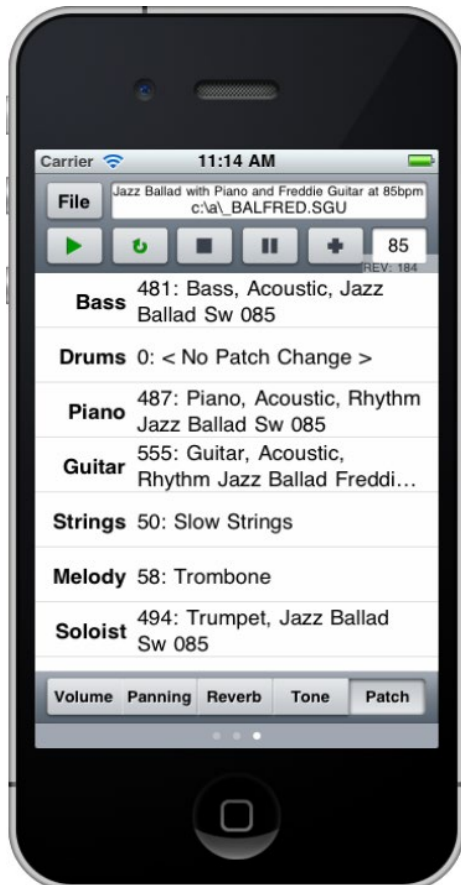 Carrier 11:14 AM
File
Jazz Ballad with Piano and Freddie Guitar at 85bpm
c:\a\_BALFRED.SGU
85
REV: 184
Bass 481: Bass, Acoustic, Jazz
Ballad Sw 085
Drums 0: < No Patch Change >
Piano 487: Piano, Acoustic, Rhythm
Jazz Ballad Sw 085
Guitar 555: Guitar, Acoustic,
Rhythm Jazz Ballad Freddi...
Strings 50: Slow Strings
Melody 58: Trombone
Soloist 494: Trumpet, Jazz Ballad
Sw 085
Volume Panning Reverb Tone Patch